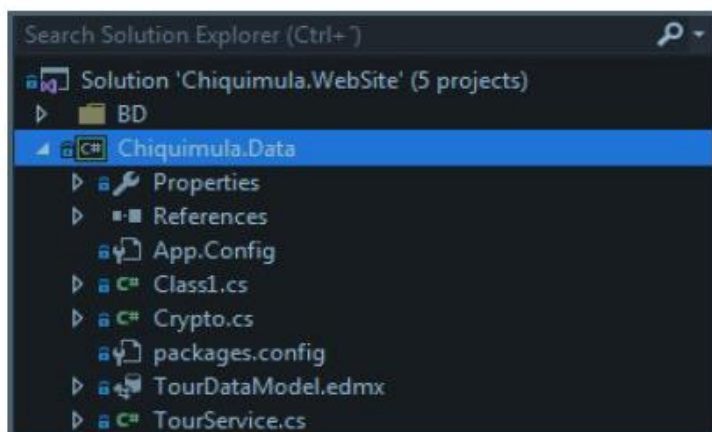 Search Solution Explorer (Ctrl+¨)
Solution 'Chiquimula.WebSite' (5 projects)
BD
C# Chiquimula.Data
Properties
References
App.Config
C# Class1.cs
C# Crypto.cs
packages.config
TourDataModel.edmx
C# TourService.cs